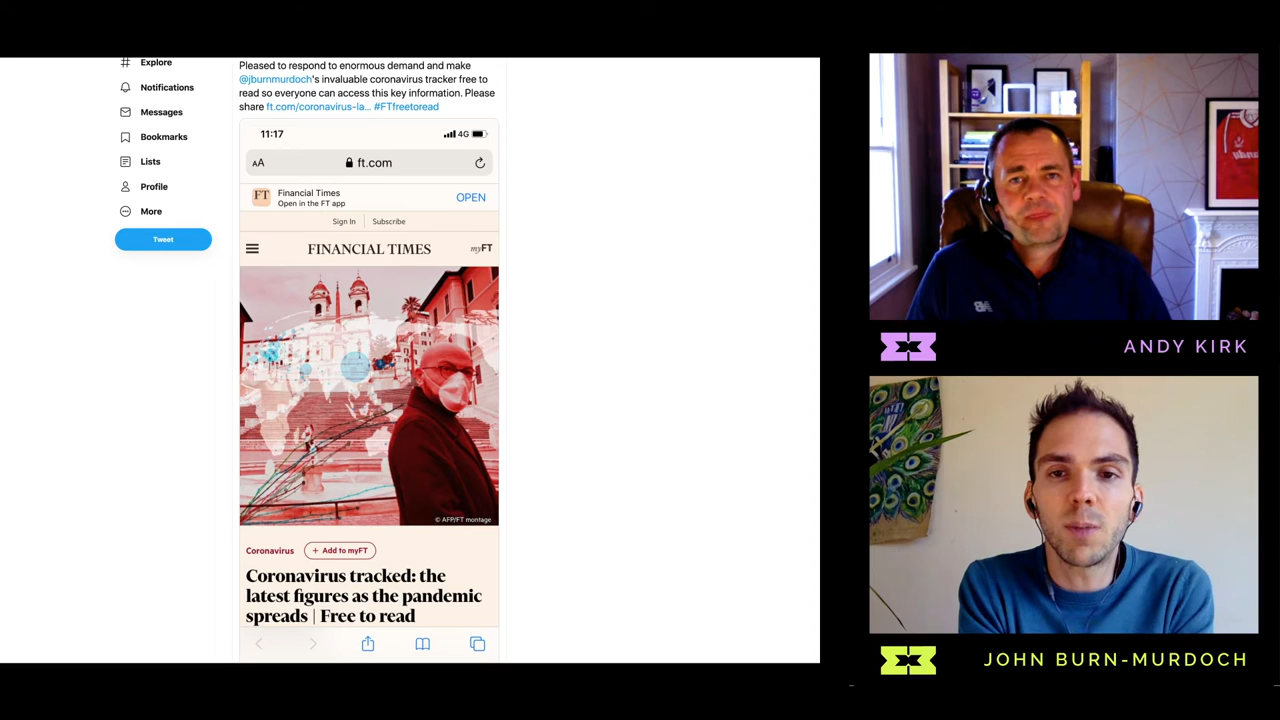 Explore
Notifications
Messages
Bookmarks
Lists
Profile
More
Tweet
Pleased to respond to enormous demand and make
@jburnmurdoch's invaluable coronavirus tracker free to
read so everyone can access this key information. Please
share ft.com/coronavirus-la... #FTfreetoread
11:17
4G
AA
ft.com
FT
Financial Times
Open in the FT app
OPEN
Sign In
Subscribe
FINANCIAL TIMES
myFT
© AFP/FT montage
Coronavirus
+ Add to myFT
Coronavirus tracked: the
latest figures as the pandemic
spreads | Free to read
ANDY KIRK
JOHN BURN-MURDOCH